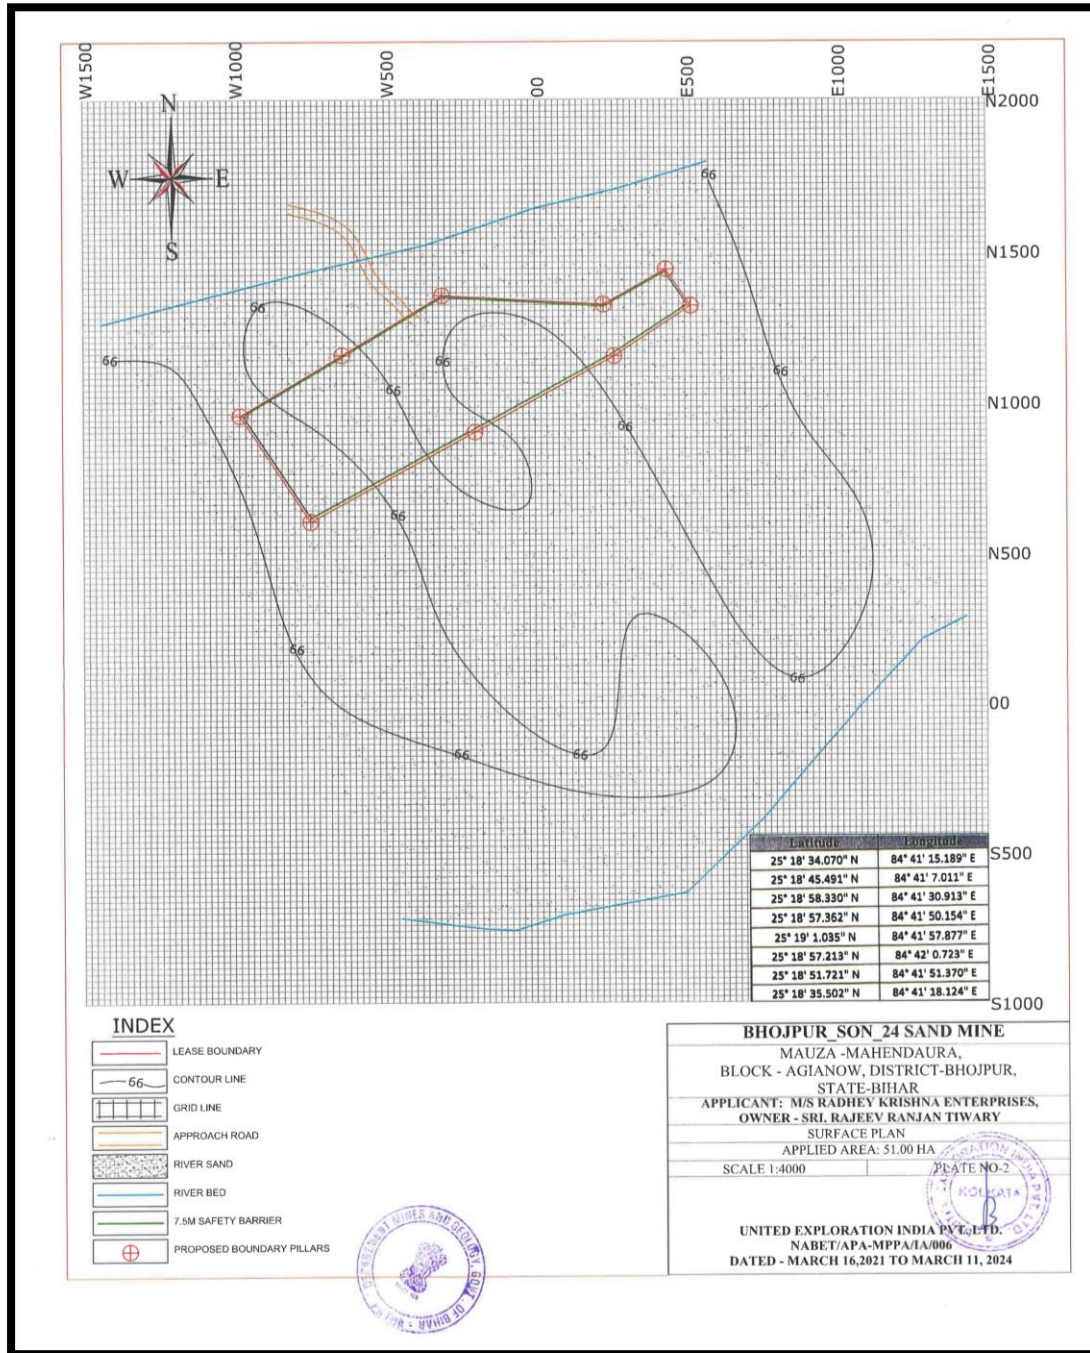 W1500 W1000 W500 00 E500 E1000 E1500
N2000
N
W E
S
N1500
N1000
N500
00
S500
S1000
66
66
66
66
66
66
66
66
66
66
66
66
Latitude Longitude
25° 18' 34.070" N 84° 41' 15.189" E
25° 18' 45.491" N 84° 41' 7.011" E
25° 18' 58.330" N 84° 41' 30.913" E
25° 18' 57.362" N 84° 41' 50.154" E
25° 19' 1.035" N 84° 41' 57.877" E
25° 18' 57.213" N 84° 42' 0.723" E
25° 18' 51.721" N 84° 41' 51.370" E
25° 18' 35.502" N 84° 41' 18.124" E
INDEX
LEASE BOUNDARY
66 CONTOUR LINE
GRID LINE
APPROACH ROAD
RIVER SAND
RIVER BED
7.5M SAFETY BARRIER
PROPOSED BOUNDARY PILLARS
BHOJPUR_SON_24 SAND MINE
MAUZA -MAHENDAURA,
BLOCK - AGIANOW, DISTRICT-BHOJPUR,
STATE-BIHAR
APPLICANT: M/S RADHEY KRISHNA ENTERPRISES,
OWNER - SRI. RAJEEV RANJAN TIWARY
SURFACE PLAN
APPLIED AREA: 51.00 HA
SCALE 1:4000 PLATE NO-2
UNITED EXPLORATION INDIA PVT. LTD.
NABET/APA-MPPA/IA/006
DATED - MARCH 16,2021 TO MARCH 11, 2024
KOLKATA
MINES AND GEOLOGY, GOVT. OF BIHAR